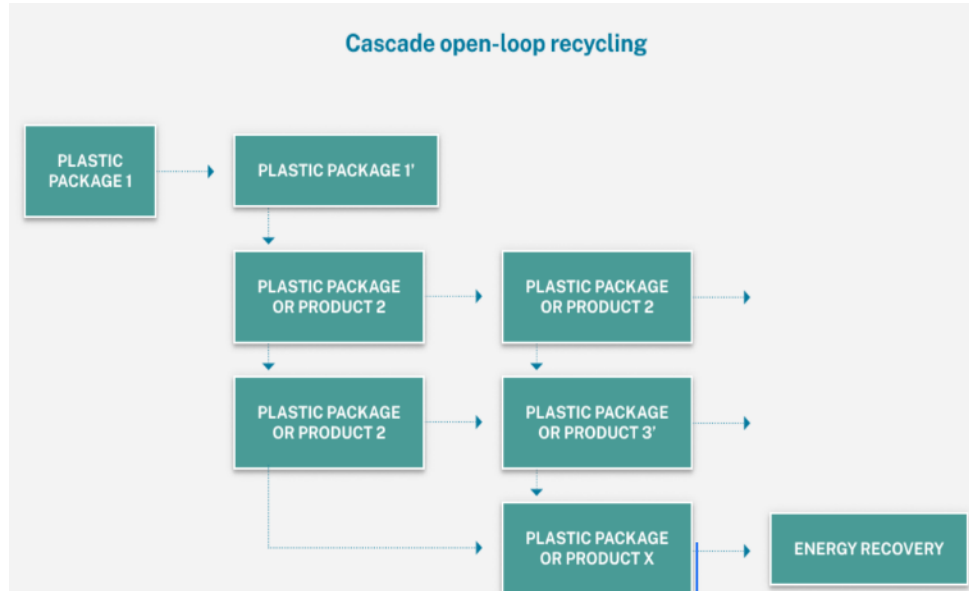 Cascade open-loop recycling
PLASTIC
PACKAGE 1
PLASTIC PACKAGE 1'
PLASTIC PACKAGE
OR PRODUCT 2
PLASTIC PACKAGE
OR PRODUCT 2
PLASTIC PACKAGE
OR PRODUCT 2
PLASTIC PACKAGE
OR PRODUCT 3'
PLASTIC PACKAGE
OR PRODUCT X
ENERGY RECOVERY